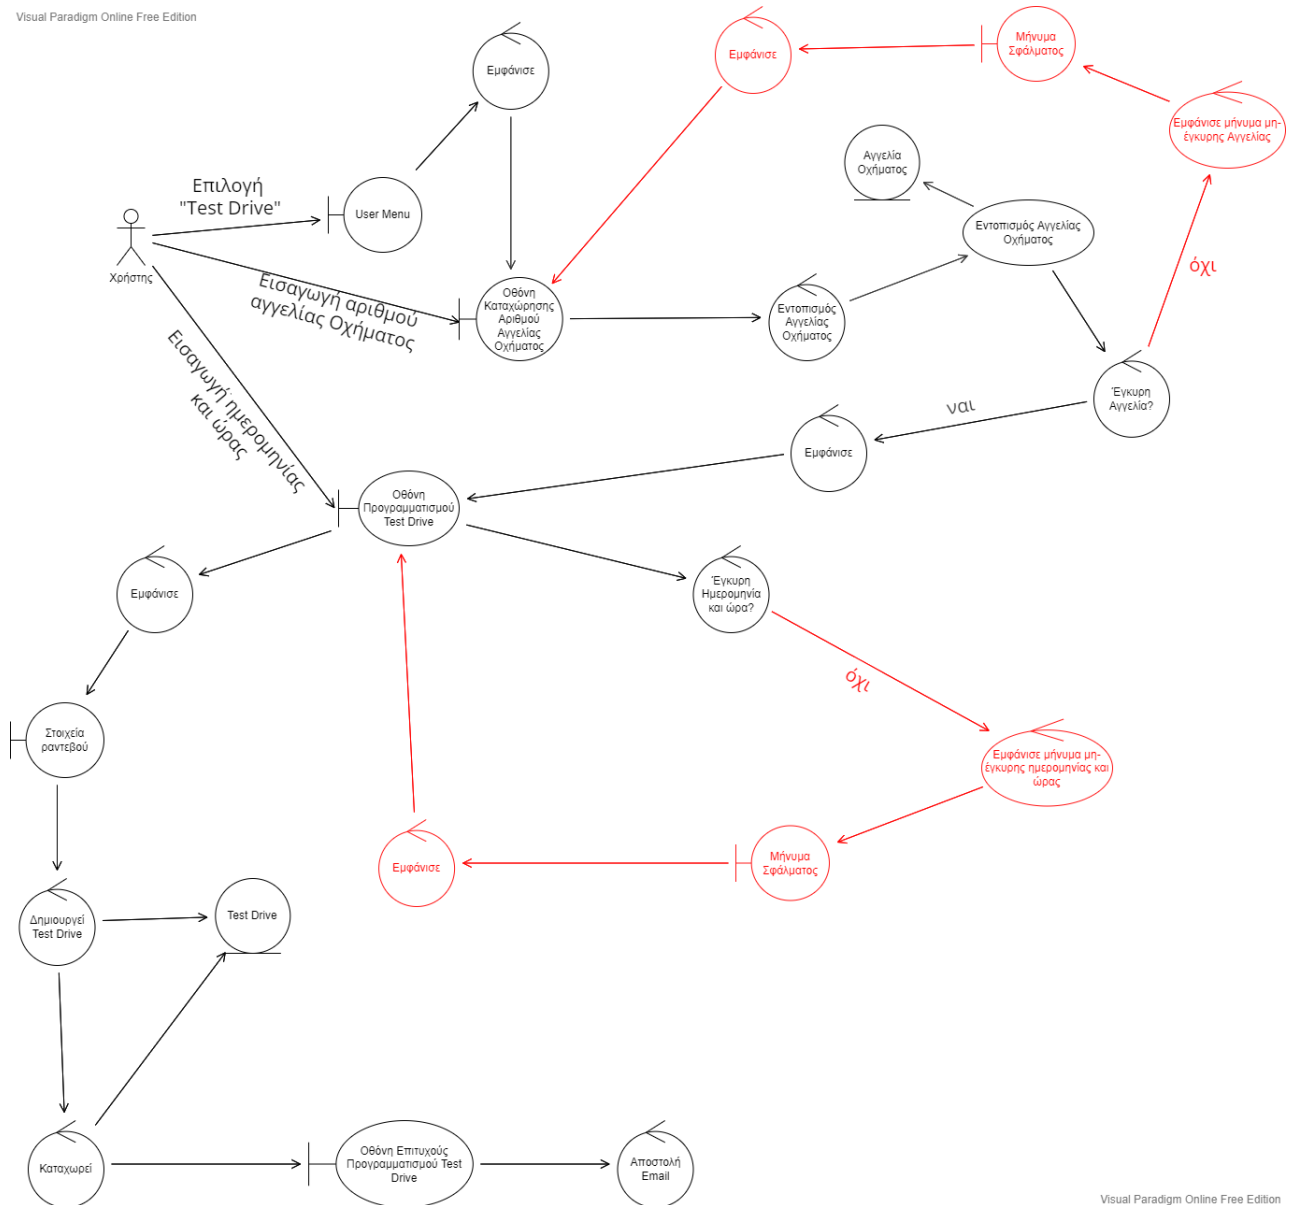 Visual Paradigm Online Free Edition
Εμφάνισε
Εμφάνισε
Μήνυμα
Σφάλματος
Εμφάνισε μήνυμα μη-
έγκυρης Αγγελίας
Αγγελία
Οχήματος
Επιλογή
"Test Drive"
User Menu
Εντοπισμός Αγγελίας
Οχήματος
Χρήστης
όχι
Εισαγωγή αριθμού
αγγελίας Οχήματος
Οθόνη
Καταχώρησης
Αριθμού
Αγγελίας
Οχήματος
Εντοπισμός
Αγγελίας
Οχήματος
Εισαγωγή ημερομηνίας
και ώρας
Έγκυρη
Αγγελία?
ναι
Εμφάνισε
Οθόνη
Προγραμματισμού
Test Drive
Εμφάνισε
Έγκυρη
Ημερομηνία
και ώρα?
όχι
Στοιχεία
ραντεβού
Εμφάνισε μήνυμα μη-
έγκυρης ημερομηνίας και
ώρας
Εμφάνισε
Μήνυμα
Σφάλματος
Δημιουργεί
Test Drive
Test Drive
Καταχωρεί
Οθόνη Επιτυχούς
Προγραμματισμού Test
Drive
Αποστολή
Email
Visual Paradigm Online Free Edition